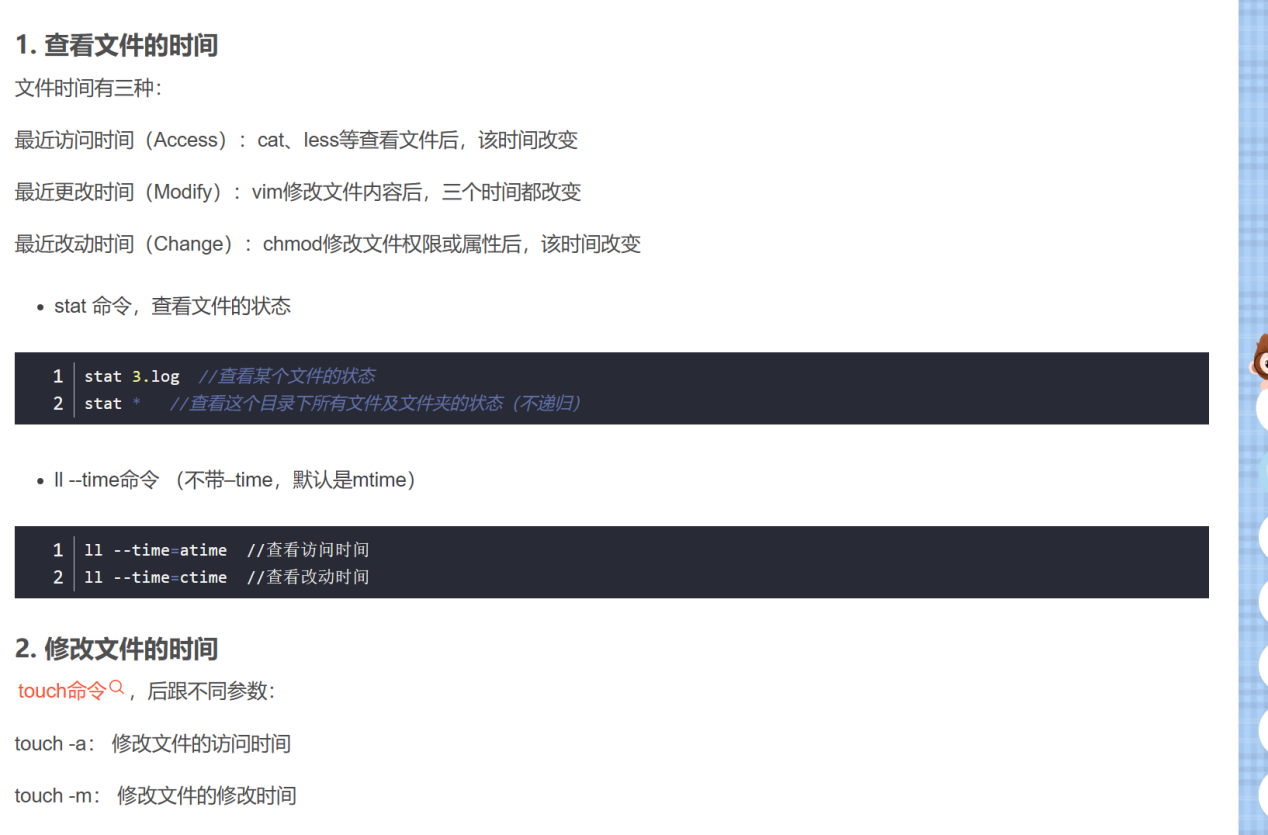 1. 查看文件的时间
文件时间有三种：
最近访问时间（Access）：cat、less等查看文件后，该时间改变
最近更改时间（Modify）：vim修改文件内容后，三个时间都改变
最近改动时间（Change）：chmod修改文件权限或属性后，该时间改变
• stat 命令，查看文件的状态
1 stat 3.log //查看某个文件的状态
2 stat * //查看这个目录下所有文件及文件夹的状态（不递归）
• ll --time命令 （不带–time，默认是mtime）
1 ll --time=atime //查看访问时间
2 ll --time=ctime //查看改动时间
2. 修改文件的时间
touch命令，后跟不同参数：
touch -a： 修改文件的访问时间
touch -m： 修改文件的修改时间